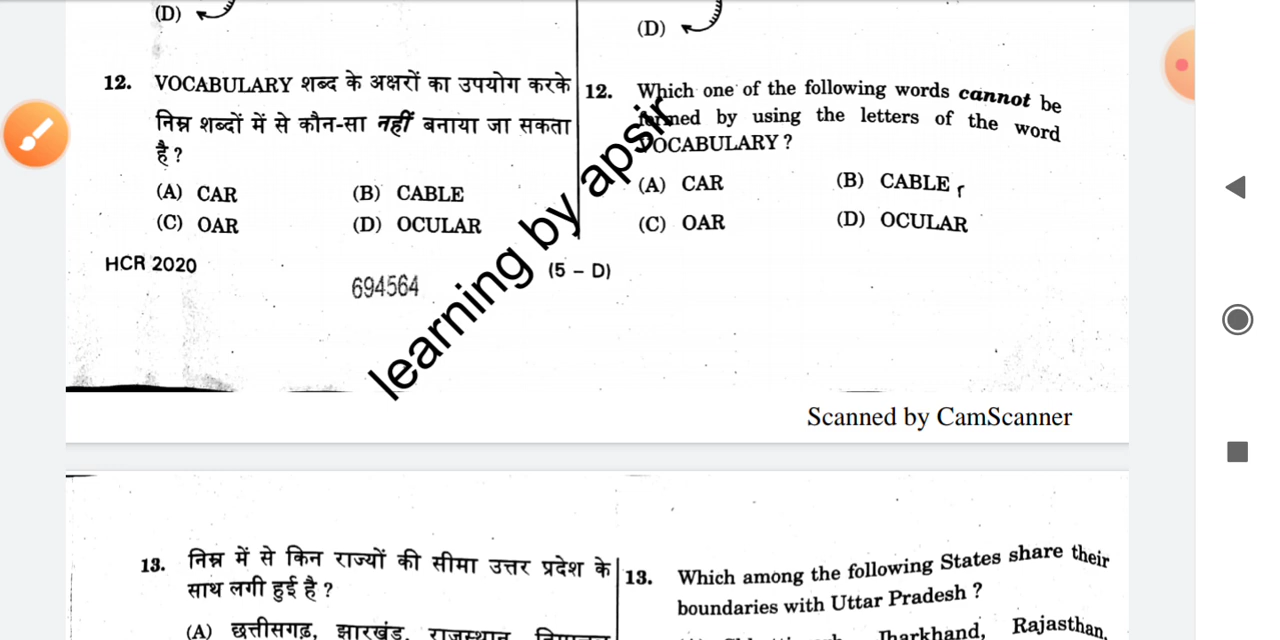 (D)
12. VOCABULARY शब्द के अक्षरों का उपयोग करके
निम्न शब्दों में से कौन-सा नहीं बनाया जा सकता
है ?
(A) CAR (B) CABLE
(C) OAR (D) OCULAR
HCR 2020
694564
(D)
12. Which one of the following words cannot be
formed by using the letters of the word
VOCABULARY ?
(A) CAR (B) CABLE
(C) OAR (D) OCULAR
(5 – D)
learning by apsir
Scanned by CamScanner
13. निम्न में से किन राज्यों की सीमा उत्तर प्रदेश के
साथ लगी हुई है ?
(A) छत्तीसगढ़, झारखंड, राजस्थान
13. Which among the following States share their
boundaries with Uttar Pradesh ?
Jharkhand, Rajasthan,